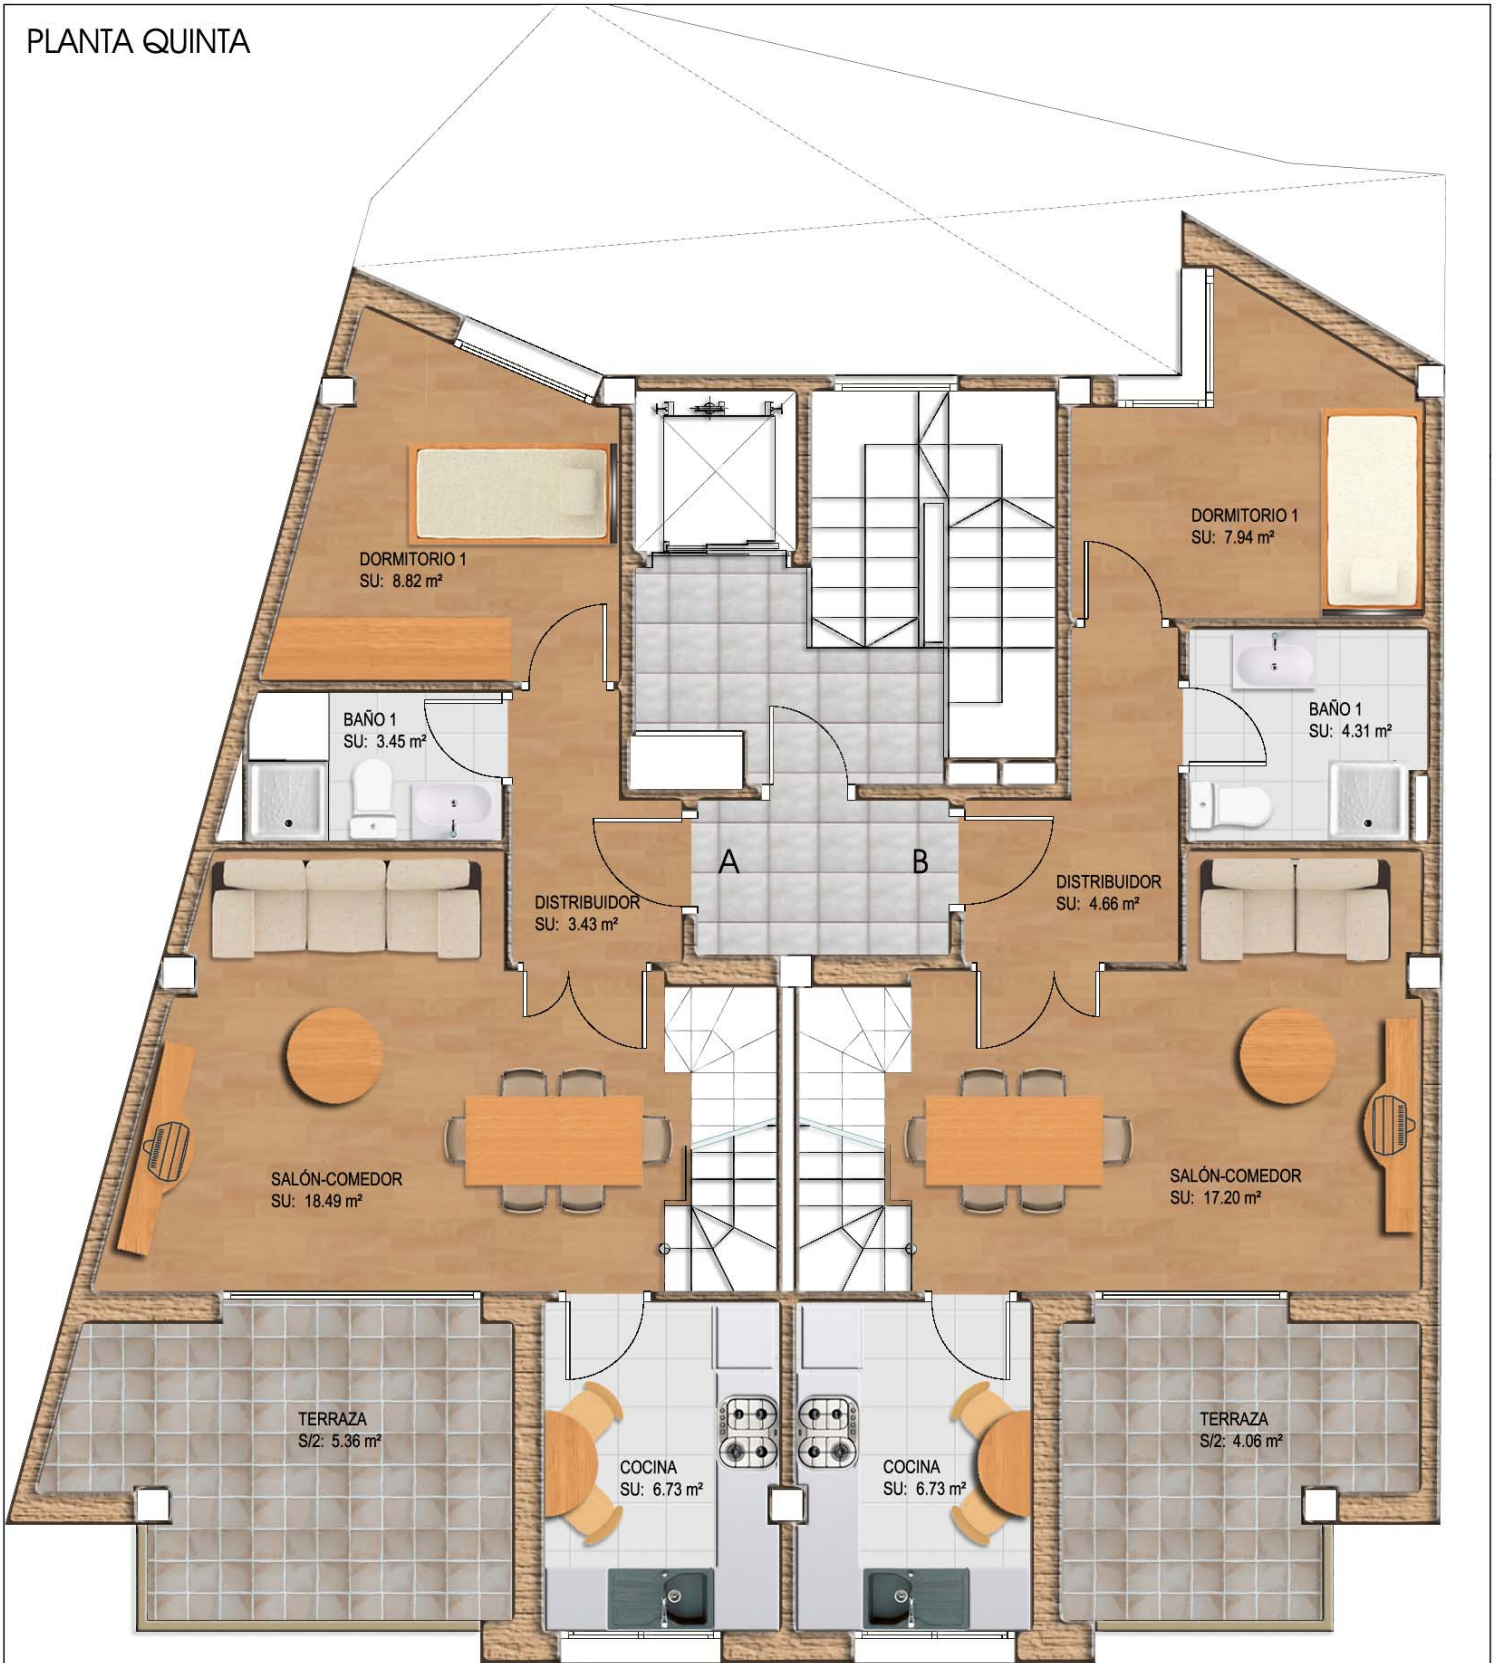 PLANTA QUINTA
DORMITORIO 1
SU: 8.82 m²
DORMITORIO 1
SU: 7.94 m²
BAÑO 1
SU: 3.45 m²
BAÑO 1
SU: 4.31 m²
A
B
DISTRIBUIDOR
SU: 3.43 m²
DISTRIBUIDOR
SU: 4.66 m²
SALÓN-COMEDOR
SU: 18.49 m²
SALÓN-COMEDOR
SU: 17.20 m²
TERRAZA
S/2: 5.36 m²
COCINA
SU: 6.73 m²
COCINA
SU: 6.73 m²
TERRAZA
S/2: 4.06 m²